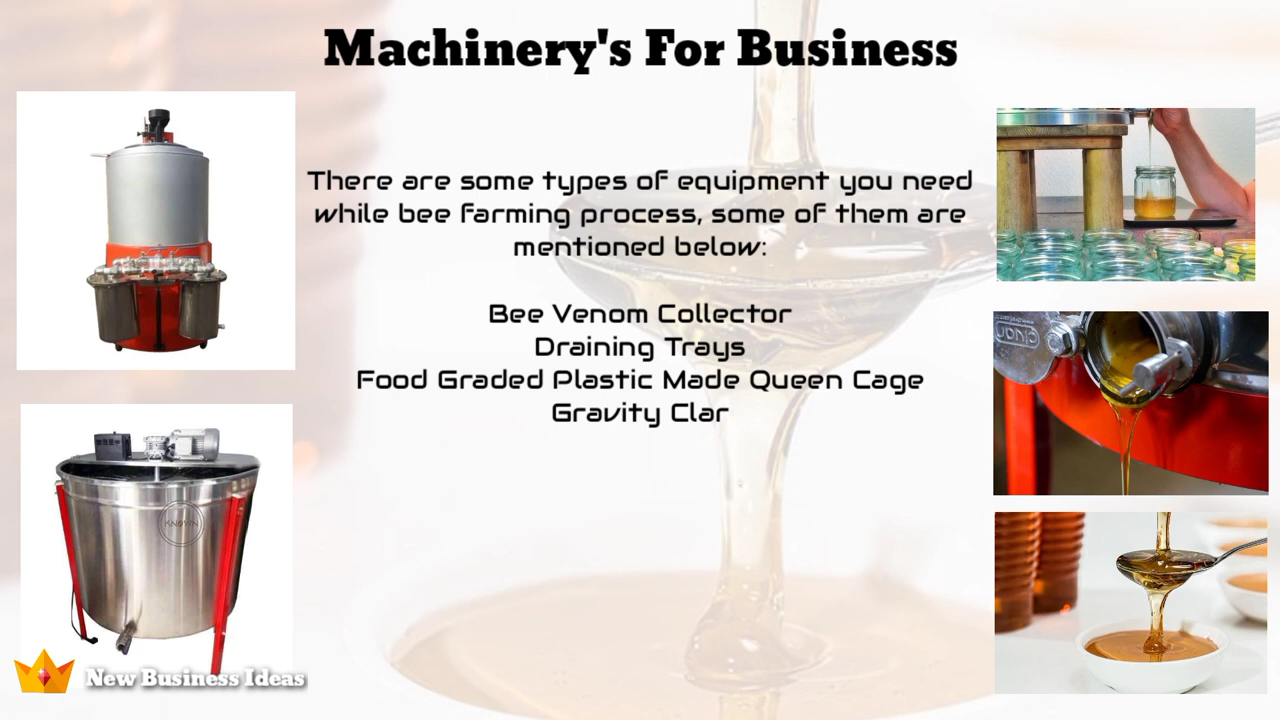 Machinery's For Business
There are some types of equipment you need
while bee farming process, some of them are
mentioned below:
Bee Venom Collector
Draining Trays
Food Graded Plastic Made Queen Cage
Gravity Clar
KNOWN
New Business Ideas